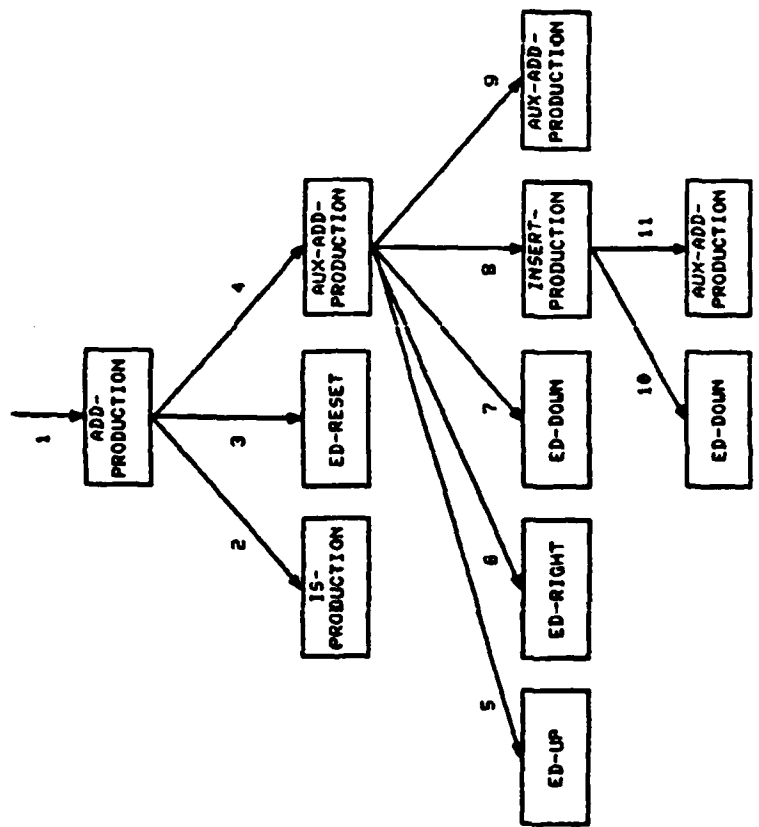 1
ADD-
PRODUCTION
2
3
4
IS-
PRODUCTION
ED-RESET
AUX-ADD-
PRODUCTION
5
6
7
8
9
ED-UP
ED-RIGHT
ED-DOWN
INSERT-
PRODUCTION
AUX-ADD-
PRODUCTION
10
11
ED-DOWN
AUX-ADD-
PRODUCTION